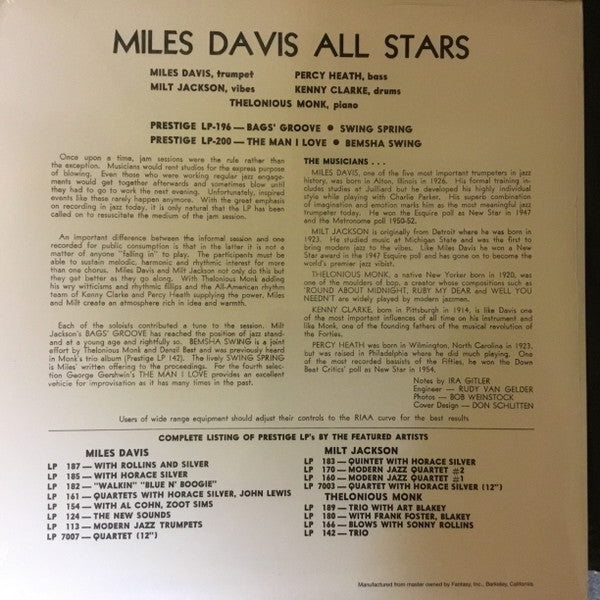 MILES DAVIS ALL STARS
MILES DAVIS, trumpet PERCY HEATH, bass
MILT JACKSON, vibes KENNY CLARKE, drums
THELONIOUS MONK, piano
PRESTIGE LP-196 — BAGS' GROOVE • SWING SPRING
PRESTIGE LP-200 — THE MAN I LOVE • BEMSHA SWING
Once upon a time, jam sessions were the rule rather than
the exception. Musicians would rent studios for the express purpose
of blowing. Even those who were working regular jazz engage-
ments would get together afterwards and sometimes blow until
they had to go to work the next evening. Unfortunately, inspired
events like these rarely happen anymore. With the great emphasis
on recording in jazz today, it is only natural that the LP has been
called on to resuscitate the medium of the jam session.
An important difference between the informal session and one
recorded for public consumption is that in the latter it is not a
matter of anyone "falling in" to play. The participants must be
able to sustain melodic, harmonic and rhythmic interest for more
than one chorus. Miles Davis and Milt Jackson not only do this but
they get better as they go along. With Thelonious Monk adding
his wry witticisms and rhythmic fillips and the All-American rhythm
team of Kenny Clarke and Percy Heath supplying the power, Miles
and Milt create an atmosphere rich in idea and warmth.
Each of the soloists contributed a tune to the session. Milt
Jackson's BAGS' GROOVE has reached the position of jazz stand-
and at a young age and rightfully so. BEMSHA SWING is a joint
effort by Thelonious Monk and Denzil Best and was previously heard
in Monk's trio album (Prestige LP 142). The lively SWING SPRING
is Miles' written offering to the proceedings. For the fourth selec-
tion George Gershwin's THE MAN I LOVE provides an excellent
vehicle for improvisation as it has many times in the past.
THE MUSICIANS . . .
MILES DAVIS, one of the five most important trumpeters in jazz
history, was born in Alton, Illinois in 1926. His formal training in-
cludes studies at Juilliard but he developed his highly individual
style while playing with Charlie Parker. His superb combination
of imagination and emotion marks him as the most meaningful jazz
trumpeter today. He won the Esquire poll as New Star in 1947
and the Metronome poll 1950-52.
MILT JACKSON is originally from Detroit where he was born in
1923. He studied music at Michigan State and was the first to
bring modern jazz to the vibes. Like Miles Davis he won a New
Star award in the 1947 Esquire poll and has gone on to become the
world's premier jazz vibist.
THELONIOUS MONK, a native New Yorker born in 1920, was
one of the moulders of bop, a creator whose compositions such as
'ROUND ABOUT MIDNIGHT, RUBY MY DEAR and WELL YOU
NEEDN'T are widely played by modern jazzmen.
KENNY CLARKE, born in Pittsburgh in 1914, is like Davis one
of the most important influences of all time on his instrument and
like Monk, one of the founding fathers of the musical revolution of
the Forties.
PERCY HEATH was born in Wilmington, North Carolina in 1923,
but was raised in Philadelphia where he did much playing. One of
the most recorded bassists of the Fifties, he won the Down
Beat Critics' poll as New Star in 1954.
Notes by IRA GITLER
Engineer — RUDY VAN GELDER
Photos — BOB WEINSTOCK
Cover Design — DON SCHLITTEN
Users of wide range equipment should adjust their controls to the RIAA curve for the best results
COMPLETE LISTING OF PRESTIGE LP's BY THE FEATURED ARTISTS
MILES DAVIS
LP 187 — WITH ROLLINS AND SILVER
LP 185 — WITH HORACE SILVER
LP 182 — "WALKIN" "BLUE N' BOOGIE"
LP 161 — QUARTETS WITH HORACE SILVER, JOHN LEWIS
LP 154 — WITH AL COHN, ZOOT SIMS
LP 124 — THE NEW SOUNDS
LP 113 — MODERN JAZZ TRUMPETS
LP 7007 — QUARTET (12")
MILT JACKSON
LP 183 — QUINTET WITH HORACE SILVER
LP 170 — MODERN JAZZ QUARTET #2
LP 160 — MODERN JAZZ QUARTET #1
LP 7003 — QUARTET WITH HORACE SILVER (12")
THELONIOUS MONK
LP 189 — TRIO WITH ART BLAKEY
LP 180 — WITH FRANK FOSTER, BLAKEY
LP 166 — BLOWS WITH SONNY ROLLINS
LP 142 — TRIO
Manufactured from master owned by Fantasy, Inc., Berkeley, California.